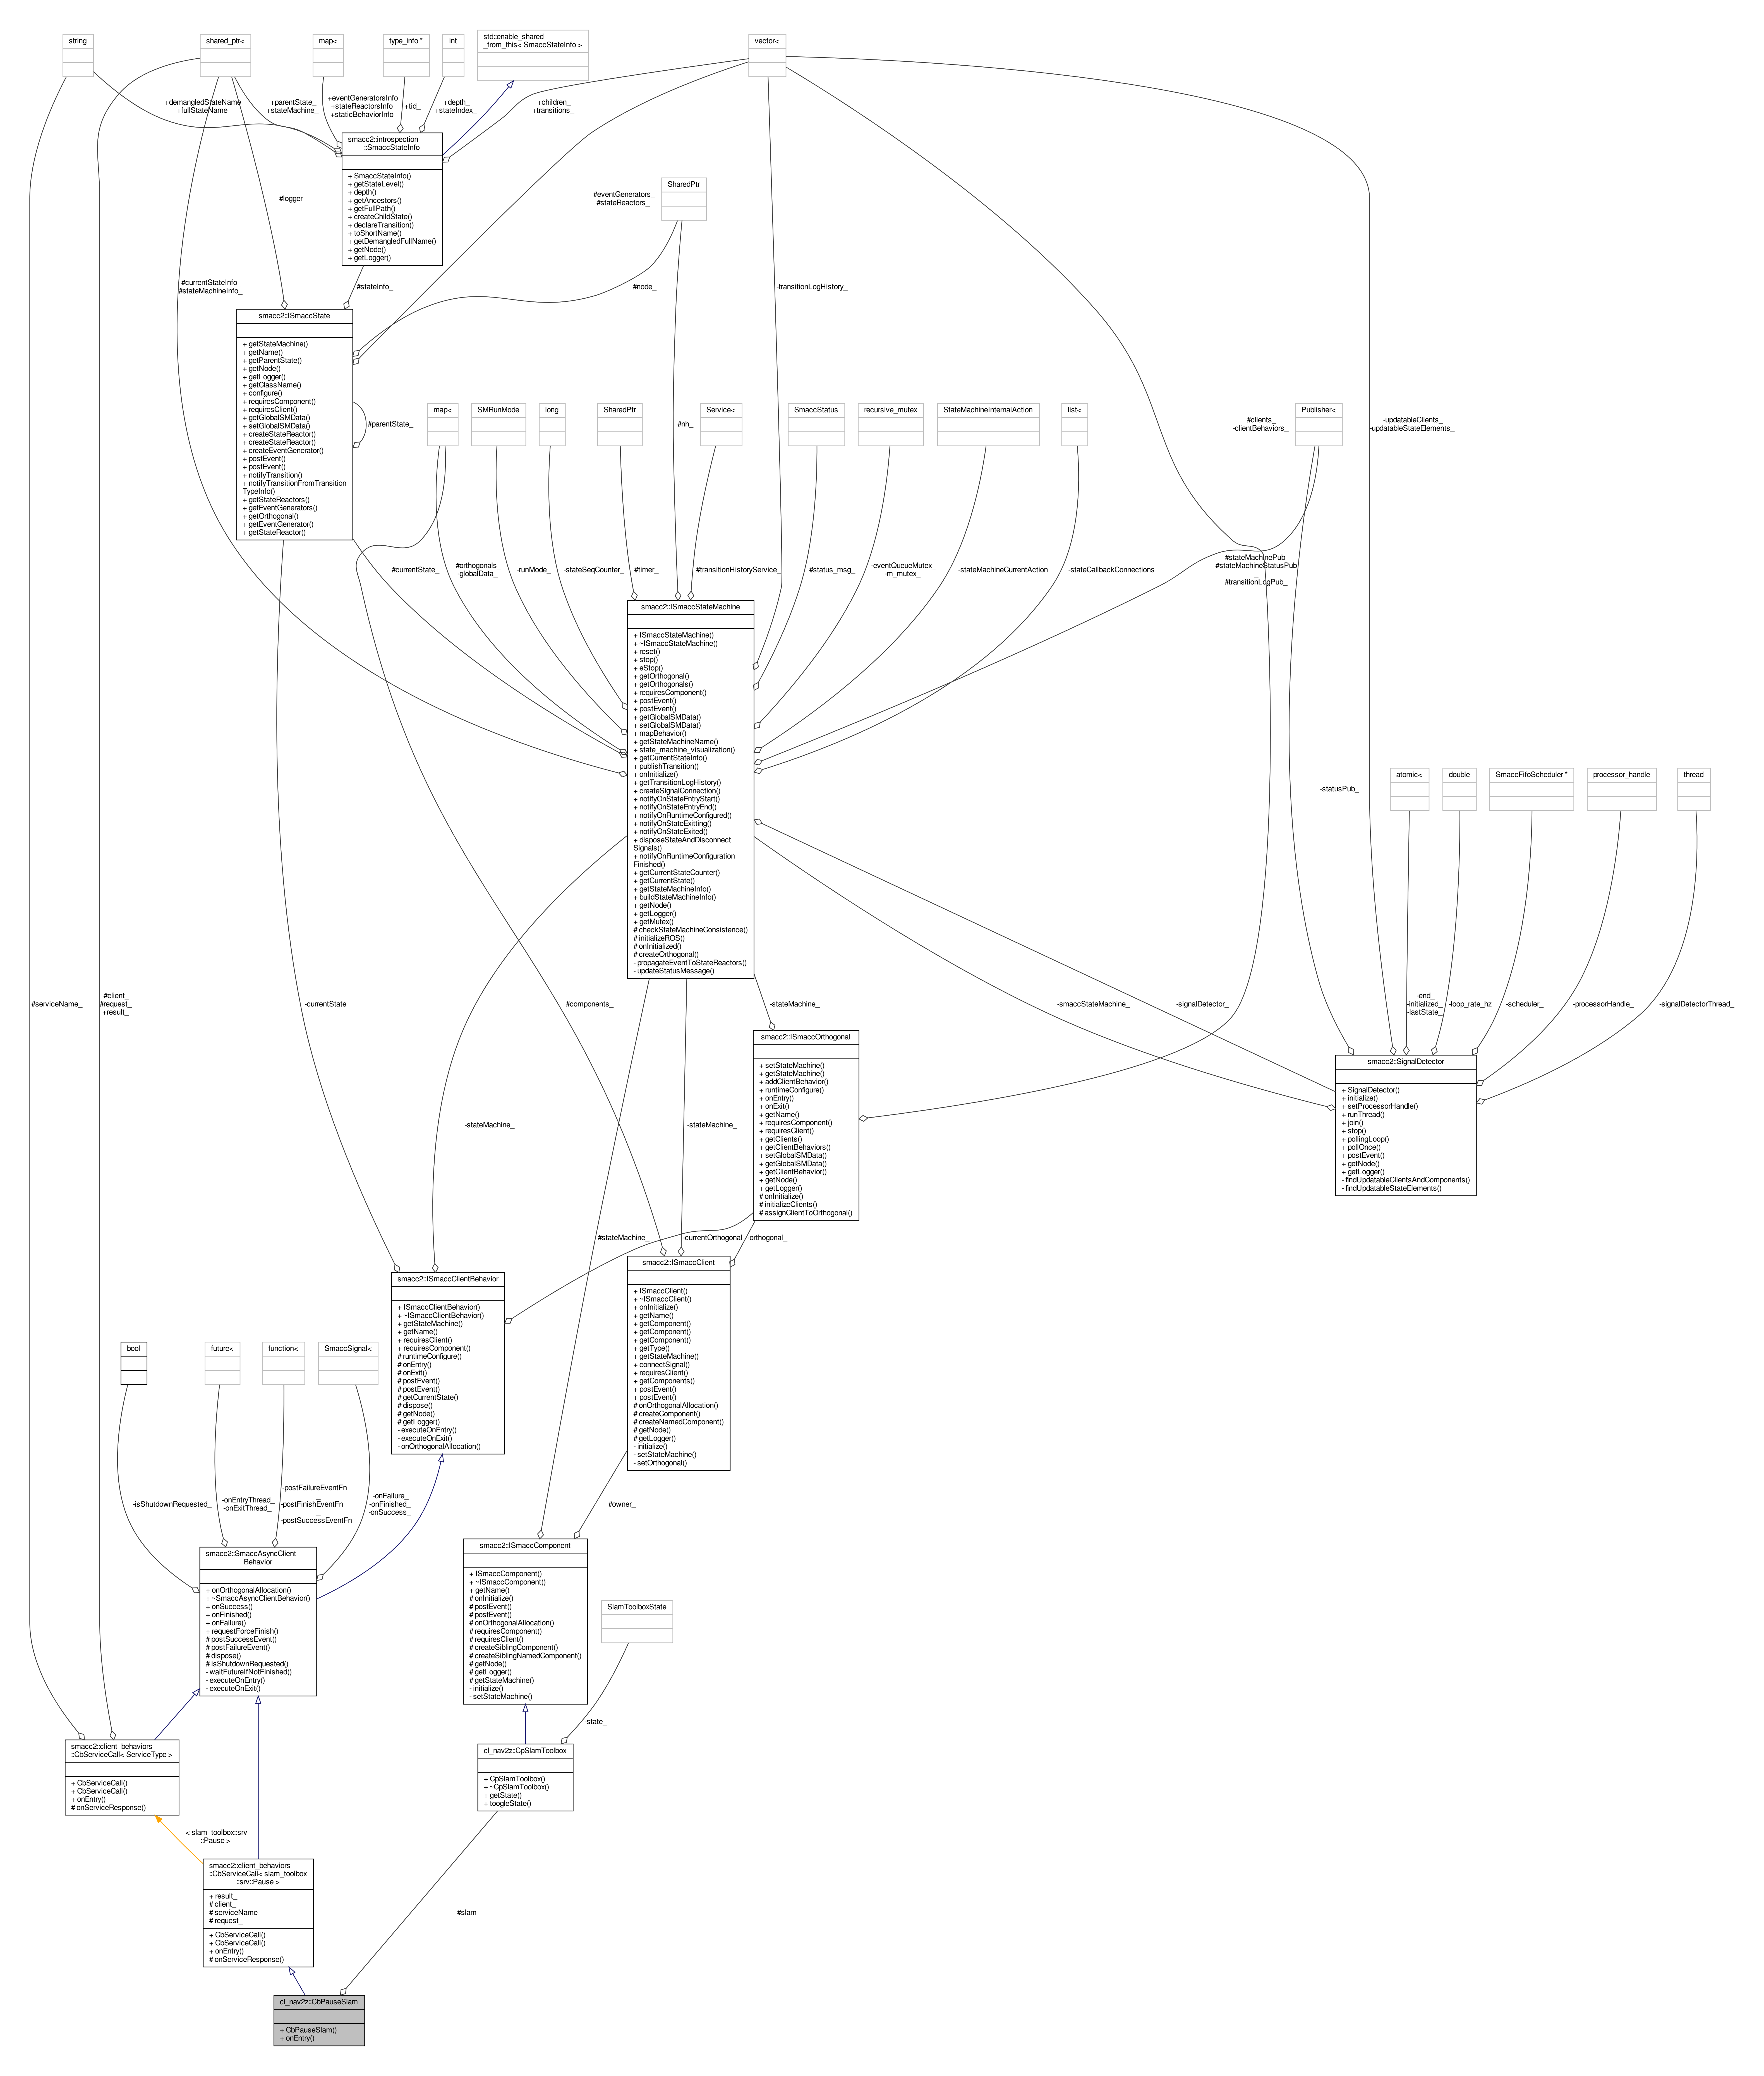 string
shared_ptr<
map<
type_info *
int
std::enable_shared
_from_this< SmaccStateInfo >
vector<
+demangledStateName
+fullStateName
+parentState_
+stateMachine_
+eventGeneratorsInfo
+stateReactorsInfo
+staticBehaviorInfo
+tid_
+depth_
+stateIndex_
+children_
+transitions_
smacc2::introspection
::SmaccStateInfo
+ SmaccStateInfo()
+ getStateLevel()
+ depth()
+ getAncestors()
+ getFullPath()
+ createChildState()
+ declareTransition()
+ toShortName()
+ getDemangledFullName()
+ getNode()
+ getLogger()
SharedPtr
#logger_
#eventGenerators_
#stateReactors_
#currentStateInfo_
#stateMachineInfo_
#stateInfo_
#node_
-transitionLogHistory_
smacc2::ISmaccState
+ getStateMachine()
+ getName()
+ getParentState()
+ getNode()
+ getLogger()
+ getClassName()
+ configure()
+ requiresComponent()
+ requiresClient()
+ getGlobalSMData()
+ setGlobalSMData()
+ createStateReactor()
+ createStateReactor()
+ createEventGenerator()
+ postEvent()
+ postEvent()
+ notifyTransition()
+ notifyTransitionFromTransition
TypeInfo()
+ getStateReactors()
+ getEventGenerators()
+ getOrthogonal()
+ getEventGenerator()
+ getStateReactor()
#parentState_
map<
SMRunMode
long
SharedPtr
#nh_
Service<
SmaccStatus
recursive_mutex
StateMachineInternalAction
list<
#clients_
-clientBehaviors_
Publisher<
-updatableClients_
-updatableStateElements_
#currentState_
#orthogonals_
-globalData_
-runMode_
-stateSeqCounter_
#timer_
#transitionHistoryService_
#status_msg_
-eventQueueMutex_
-m_mutex_
-stateMachineCurrentAction
-stateCallbackConnections
#stateMachinePub_
#stateMachineStatusPub
_
#transitionLogPub_
smacc2::ISmaccStateMachine
+ ISmaccStateMachine()
+ ~ISmaccStateMachine()
+ reset()
+ stop()
+ eStop()
+ getOrthogonal()
+ getOrthogonals()
+ requiresComponent()
+ postEvent()
+ postEvent()
+ getGlobalSMData()
+ setGlobalSMData()
+ mapBehavior()
+ getStateMachineName()
+ state_machine_visualization()
+ getCurrentStateInfo()
+ publishTransition()
+ onInitialize()
+ getTransitionLogHistory()
+ createSignalConnection()
+ notifyOnStateEntryStart()
+ notifyOnStateEntryEnd()
+ notifyOnRuntimeConfigured()
+ notifyOnStateExitting()
+ notifyOnStateExited()
+ disposeStateAndDisconnect
Signals()
+ notifyOnRuntimeConfiguration
Finished()
+ getCurrentStateCounter()
+ getCurrentState()
+ getStateMachineInfo()
+ buildStateMachineInfo()
+ getNode()
+ getLogger()
+ getMutex()
# checkStateMachineConsistence()
# initializeROS()
# onInitialized()
# createOrthogonal()
- propagateEventToStateReactors()
- updateStatusMessage()
-statusPub_
atomic<
double
SmaccFifoScheduler *
processor_handle
thread
#serviceName_
#client_
#request_
+result_
-currentState
#components_
-stateMachine_
-smaccStateMachine_
-signalDetector_
-end_
-initialized_
-lastState_
-loop_rate_hz
-scheduler_
-processorHandle_
-signalDetectorThread_
smacc2::ISmaccOrthogonal
+ setStateMachine()
+ getStateMachine()
+ addClientBehavior()
+ runtimeConfigure()
+ onEntry()
+ onExit()
+ getName()
+ requiresComponent()
+ requiresClient()
+ getClients()
+ getClientBehaviors()
+ setGlobalSMData()
+ getGlobalSMData()
+ getClientBehavior()
+ getNode()
+ getLogger()
# onInitialize()
# initializeClients()
# assignClientToOrthogonal()
smacc2::SignalDetector
+ SignalDetector()
+ initialize()
+ setProcessorHandle()
+ runThread()
+ join()
+ stop()
+ pollingLoop()
+ pollOnce()
+ postEvent()
+ getNode()
+ getLogger()
- findUpdatableClientsAndComponents()
- findUpdatableStateElements()
-stateMachine_
-stateMachine_
#stateMachine_
-currentOrthogonal
-orthogonal_
smacc2::ISmaccClientBehavior
+ ISmaccClientBehavior()
+ ~ISmaccClientBehavior()
+ getStateMachine()
+ getName()
+ requiresClient()
+ requiresComponent()
# runtimeConfigure()
# onEntry()
# onExit()
# postEvent()
# postEvent()
# getCurrentState()
# dispose()
# getNode()
# getLogger()
- executeOnEntry()
- executeOnExit()
- onOrthogonalAllocation()
smacc2::ISmaccClient
+ ISmaccClient()
+ ~ISmaccClient()
+ onInitialize()
+ getName()
+ getComponent()
+ getComponent()
+ getComponent()
+ getType()
+ getStateMachine()
+ connectSignal()
+ requiresClient()
+ getComponents()
+ postEvent()
+ postEvent()
# onOrthogonalAllocation()
# createComponent()
# createNamedComponent()
# getNode()
# getLogger()
- initialize()
- setStateMachine()
- setOrthogonal()
bool
future<
function<
SmaccSignal<
-isShutdownRequested_
-onEntryThread_
-onExitThread_
-postFailureEventFn
_
-postFinishEventFn
_
-postSuccessEventFn_
-onFailure_
-onFinished_
-onSuccess_
#owner_
smacc2::SmaccAsyncClient
Behavior
+ onOrthogonalAllocation()
+ ~SmaccAsyncClientBehavior()
+ onSuccess()
+ onFinished()
+ onFailure()
+ requestForceFinish()
# postSuccessEvent()
# postFailureEvent()
# dispose()
# isShutdownRequested()
- waitFutureIfNotFinished()
- executeOnEntry()
- executeOnExit()
smacc2::ISmaccComponent
+ ISmaccComponent()
+ ~ISmaccComponent()
+ getName()
# onInitialize()
# postEvent()
# postEvent()
# onOrthogonalAllocation()
# requiresComponent()
# requiresClient()
# createSiblingComponent()
# createSiblingNamedComponent()
# getNode()
# getLogger()
# getStateMachine()
- initialize()
- setStateMachine()
SlamToolboxState
-state_
smacc2::client_behaviors
::CbServiceCall< ServiceType >
+ CbServiceCall()
+ CbServiceCall()
+ onEntry()
# onServiceResponse()
cl_nav2z::CpSlamToolbox
+ CpSlamToolbox()
+ ~CpSlamToolbox()
+ getState()
+ toogleState()
< slam_toolbox::srv
::Pause >
smacc2::client_behaviors
::CbServiceCall< slam_toolbox
::srv::Pause >
+ result_
# client_
# serviceName_
# request_
+ CbServiceCall()
+ CbServiceCall()
+ onEntry()
# onServiceResponse()
#slam_
cl_nav2z::CbPauseSlam
+ CbPauseSlam()
+ onEntry()